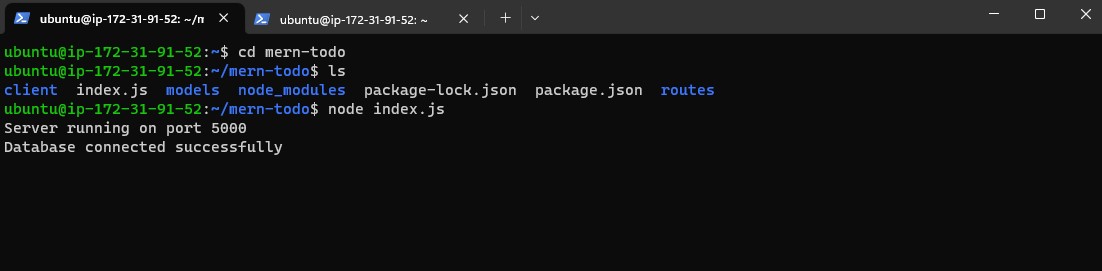 ubuntu@ip-172-31-91-52: ~/m
ubuntu@ip-172-31-91-52: ~
ubuntu@ip-172-31-91-52:~$ cd mern-todo
ubuntu@ip-172-31-91-52:~/mern-todo$ ls
client  index.js  models  node_modules  package-lock.json  package.json  routes
ubuntu@ip-172-31-91-52:~/mern-todo$ node index.js
Server running on port 5000
Database connected successfully